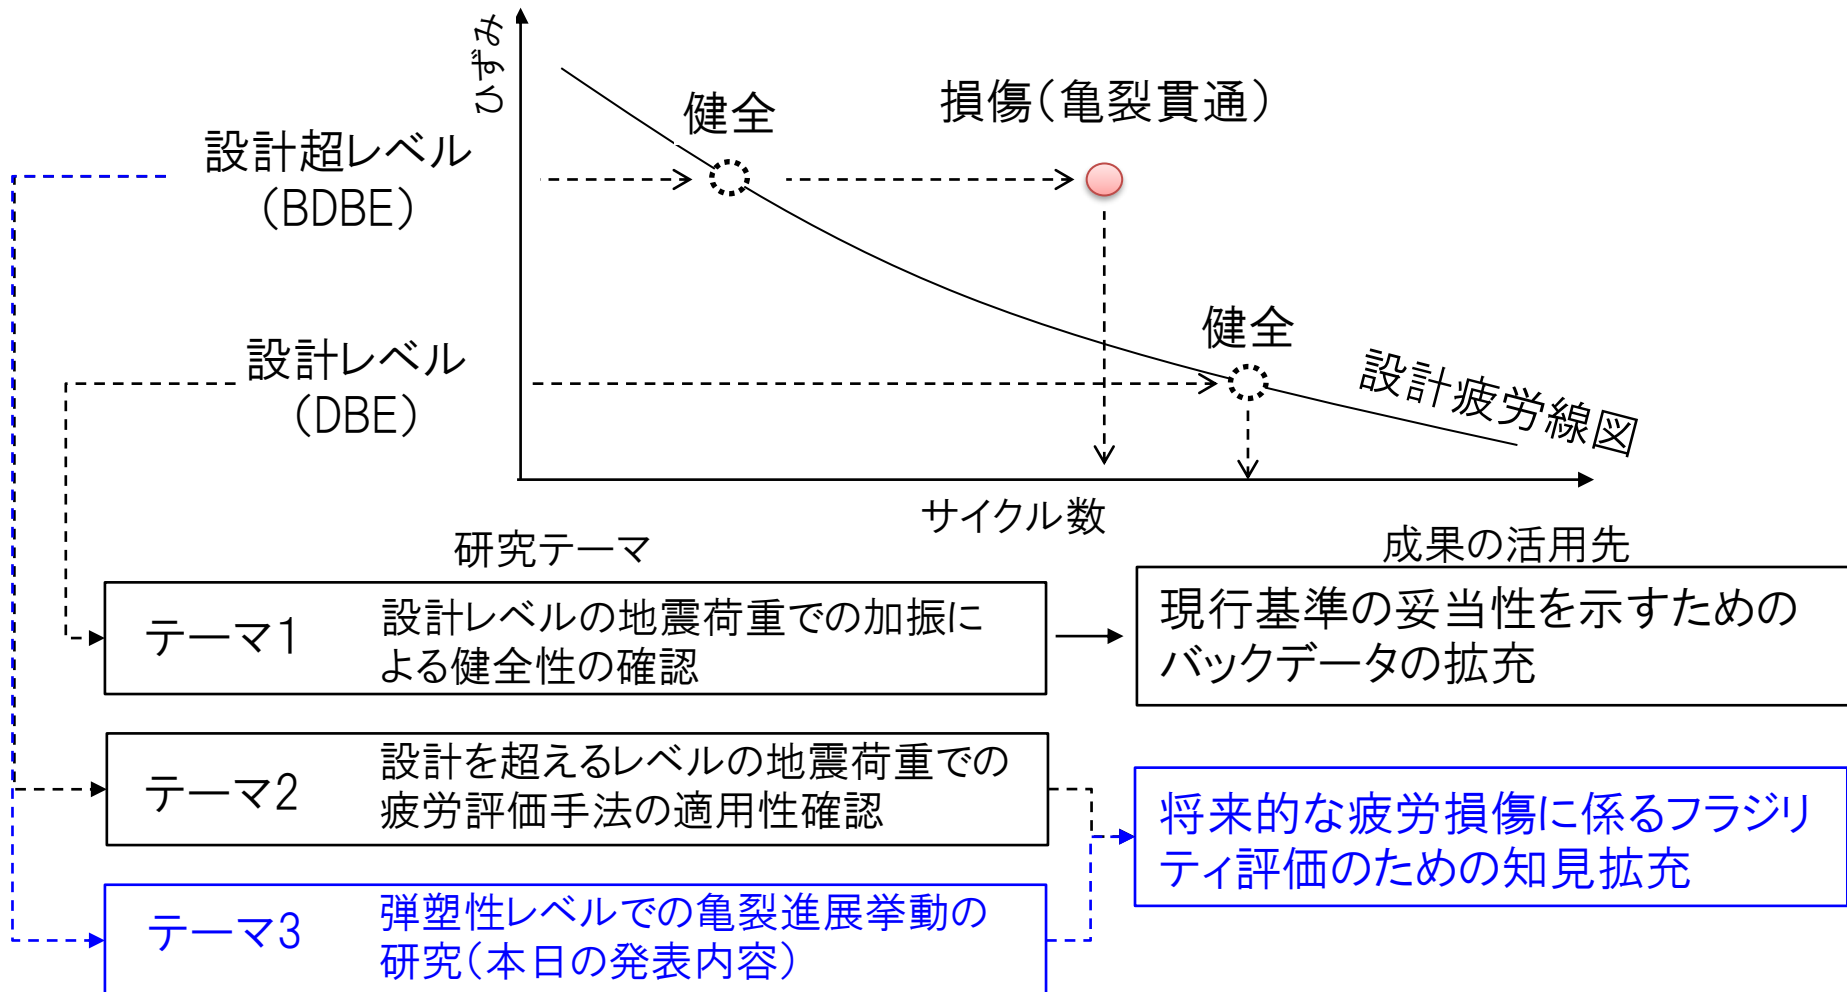 ひずみ
健全
損傷(亀裂貫通)
設計超レベル
(BDBE)
設計レベル
(DBE)
健全
設計疲労線図
サイクル数
研究テーマ
成果の活用先
テーマ1
設計レベルの地震荷重での加振に
よる健全性の確認
現行基準の妥当性を示すための
バックデータの拡充
テーマ2
設計を超えるレベルの地震荷重での
疲労評価手法の適用性確認
将来的な疲労損傷に係るフラジリ
ティ評価のための知見拡充
テーマ3
弾塑性レベルでの亀裂進展挙動の
研究(本日の発表内容)